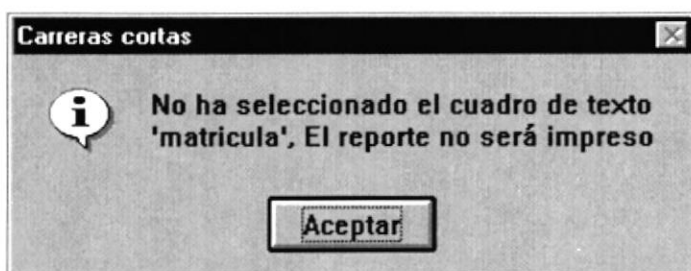 Carreras cortas
No ha seleccionado el cuadro de texto
'matricula', El reporte no será impreso
Aceptar